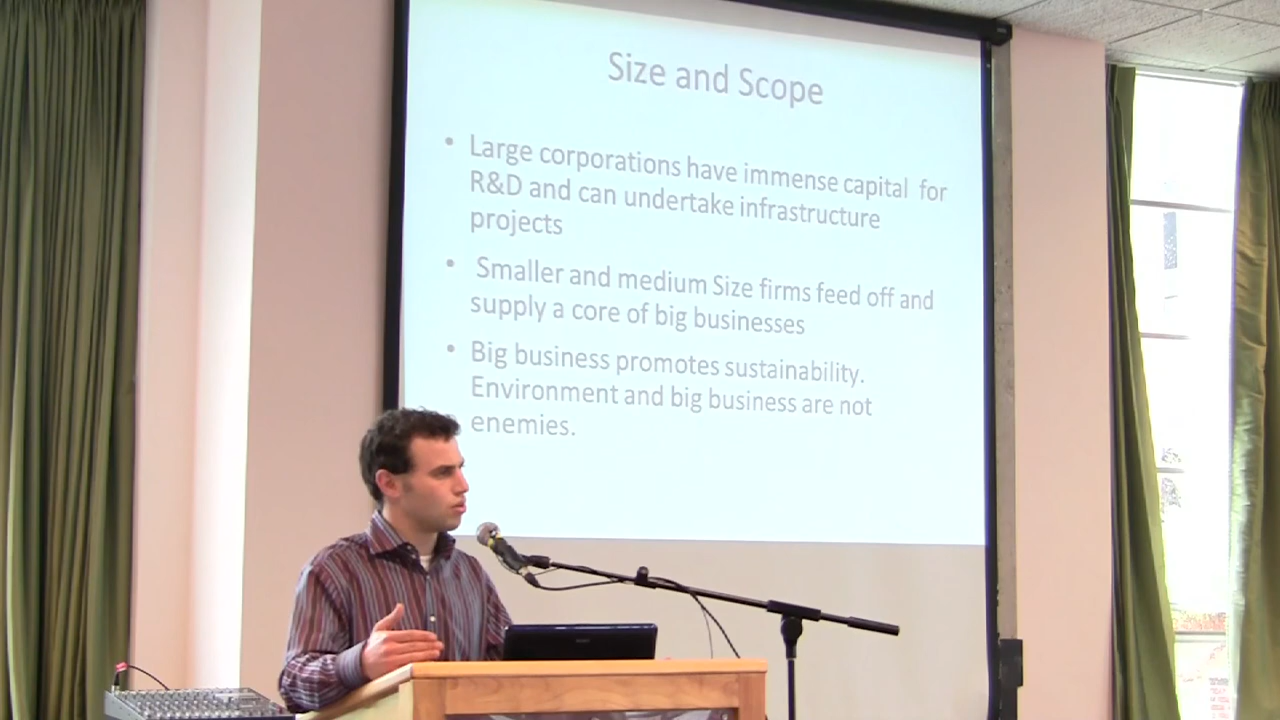 Size and Scope
• Large corporations have immense capital for
R&D and can undertake infrastructure
projects
• Smaller and medium Size firms feed off and
supply a core of big businesses
• Big business promotes sustainability.
Environment and big business are not
enemies.